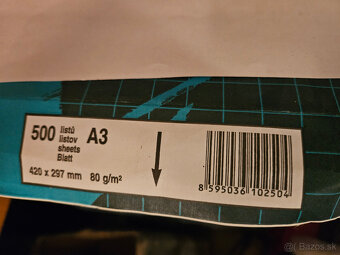 500 listů A3
listov
sheets
Blatt
420 x 297 mm 80 g/m²
8 595036 102504
Bazos.sk